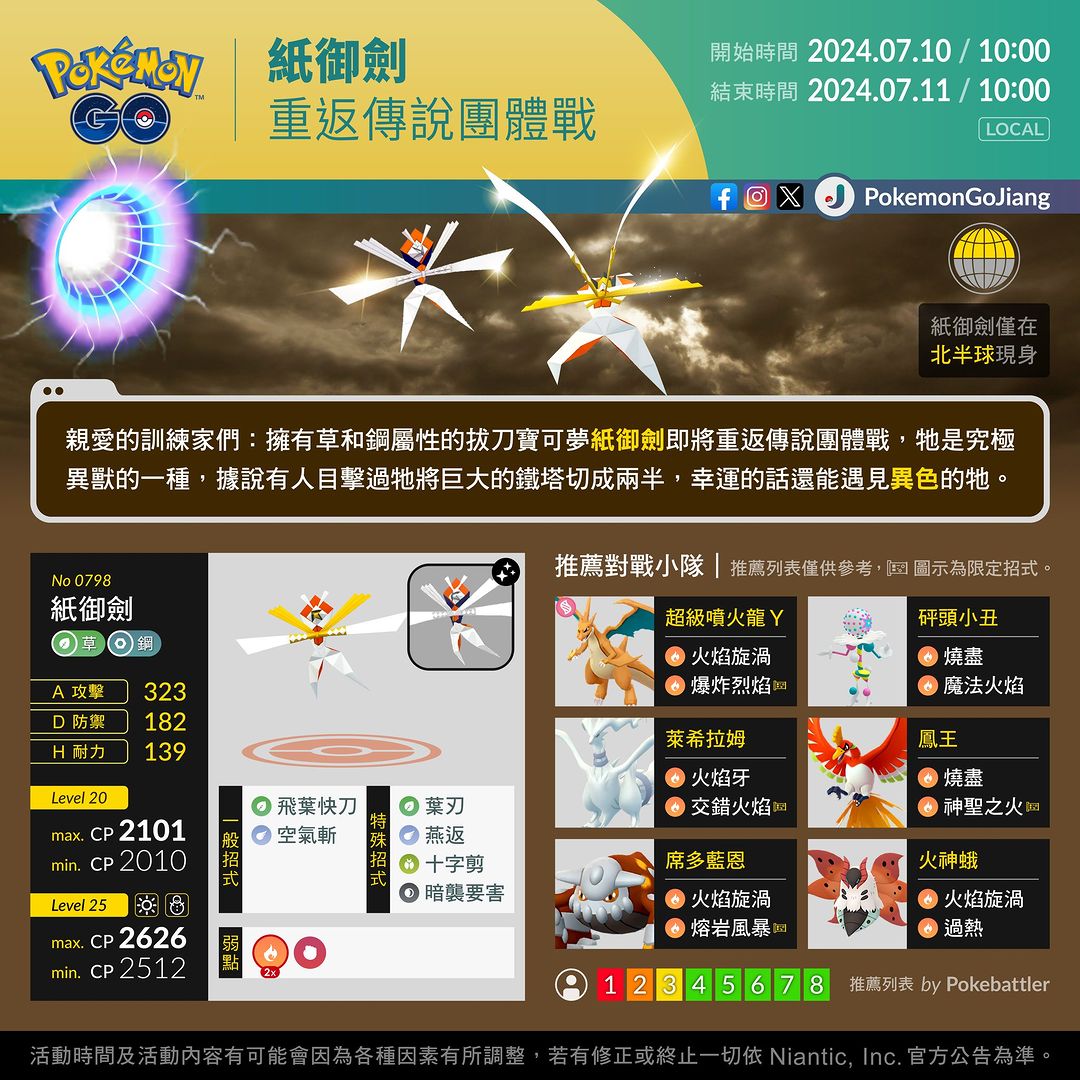 Pokémon GO
紙御劍
重返傳說團體戰
開始時間 2024.07.10 / 10:00
結束時間 2024.07.11 / 10:00
LOCAL
PokemonGoJiang
紙御劍僅在
北半球現身
親愛的訓練家們：擁有草和鋼屬性的拔刀寶可夢紙御劍即將重返傳說團體戰，牠是究極
異獸的一種，據說有人目擊過牠將巨大的鐵塔切成兩半，幸運的話還能遇見異色的牠。
No 0798
紙御劍
草 鋼
A 攻擊 323
D 防禦 182
H 耐力 139
Level 20
max. CP 2101
min. CP 2010
Level 25
max. CP 2626
min. CP 2512
一般招式
飛葉快刀
空氣斬
特殊招式
葉刃
燕返
十字剪
暗襲要害
弱點
2x
推薦對戰小隊 | 推薦列表僅供參考，圖示為限定招式。
超級噴火龍 Y
火焰旋渦
爆炸烈焰
砰頭小丑
燒盡
魔法火焰
萊希拉姆
火焰牙
交錯火焰
鳳王
燒盡
神聖之火
席多藍恩
火焰旋渦
熔岩風暴
火神蛾
火焰旋渦
過熱
1 2 3 4 5 6 7 8
推薦列表 by Pokebattler
活動時間及活動內容有可能會因為各種因素有所調整，若有修正或終止一切依 Niantic, Inc. 官方公告為準。